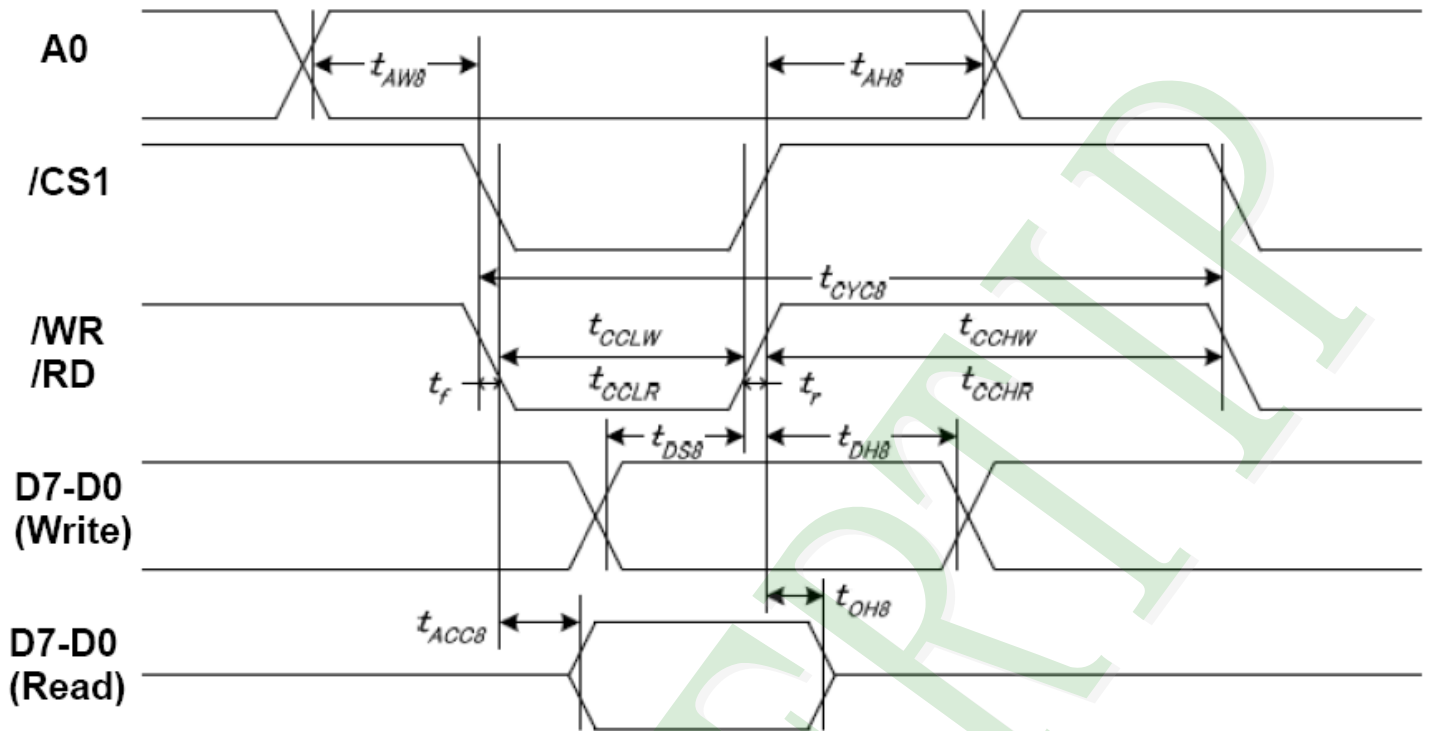 A0
tAW8
tAH8
/CS1
tCYC8
/WR
/RD
tCCLW
tCCHW
tf
tCCLR
tr
tCCHR
tDS8
tDH8
D7-D0
(Write)
tOH8
tACC8
D7-D0
(Read)